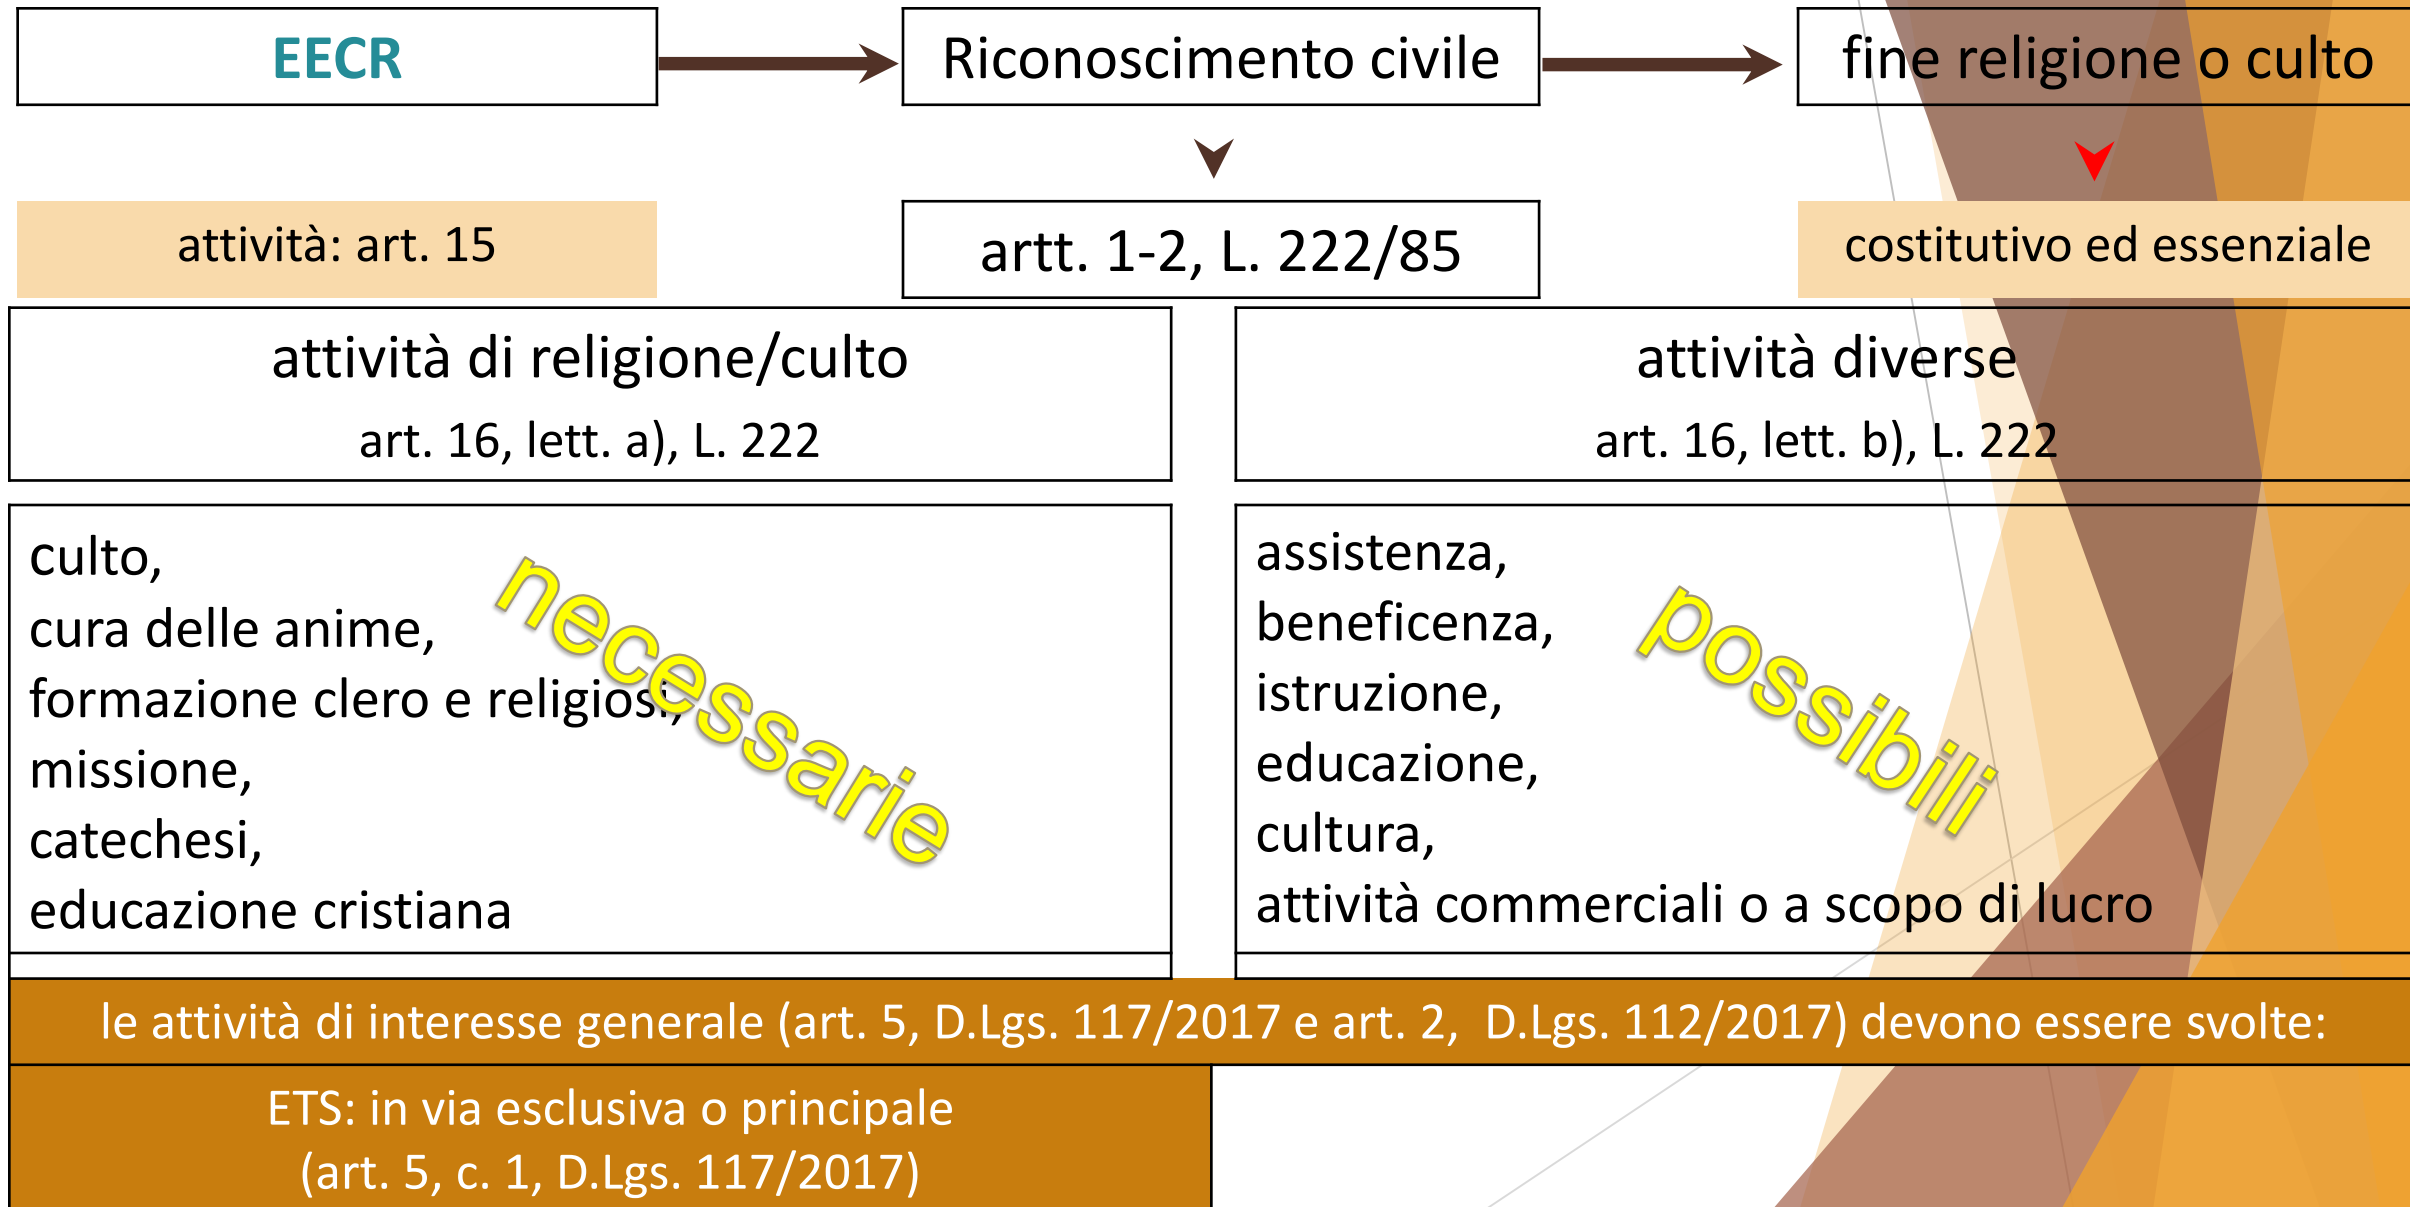 EECR
Riconoscimento civile
fine religione o culto
attività: art. 15
artt. 1-2, L. 222/85
costitutivo ed essenziale
attività di religione/culto
art. 16, lett. a), L. 222
attività diverse
art. 16, lett. b), L. 222
culto,
cura delle anime,
formazione clero e religiosi,
missione,
catechesi,
educazione cristiana
necessarie
assistenza,
beneficenza,
istruzione,
educazione,
cultura,
attività commerciali o a scopo di lucro
possibili
le attività di interesse generale (art. 5, D.Lgs. 117/2017 e art. 2, D.Lgs. 112/2017) devono essere svolte:
ETS: in via esclusiva o principale
(art. 5, c. 1, D.Lgs. 117/2017)